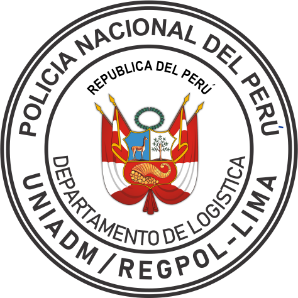 POLICIA NACIONAL DEL PERÚ
REPUBLICA DEL PERÚ
DEPARTAMENTO DE LOGISTICA
UNIADM / REGPOL - LIMA